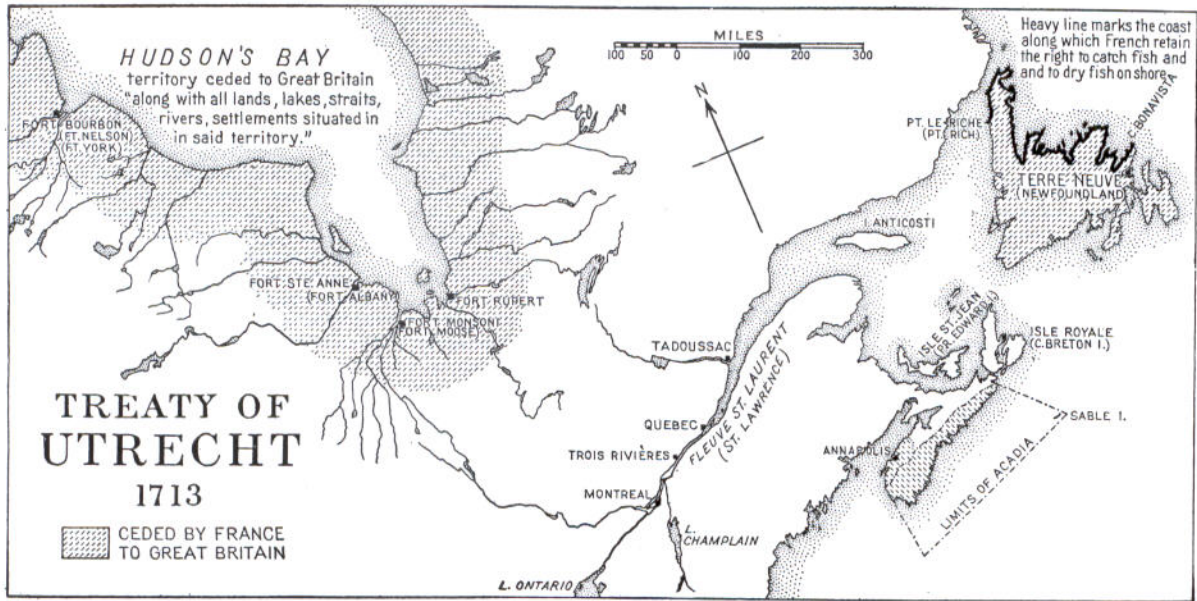 HUDSON'S BAY
territory ceded to Great Britain
"along with all lands, lakes, straits,
rivers, settlements situated in
in said territory."
MILES
100 50 0 100 200 300
Heavy line marks the coast
along which French retain
the right to catch fish and
and to dry fish on shore.
N
FORT BOURBON
(FT. NELSON)
(FT. YORK)
PT. LE RICHE
(PT. RICH)
C. BONAVISTA
TERRE NEUVE
(NEWFOUNDLAND)
I. ANTICOSTI
FORT STE. ANNE
(FORT ALBANY)
FORT RUPERT
FORT MONSONI
(FORT MOOSE)
ISLE ST. JEAN
(PR. EDWARD I.)
ISLE ROYALE
(C. BRETON I.)
TADOUSSAC
FLEUVE ST. LAURENT
(ST. LAWRENCE)
SABLE I.
QUEBEC
TROIS RIVIÈRES
ANNAPOLIS
LIMITS OF ACADIA
MONTREAL
L.
CHAMPLAIN
L. ONTARIO
TREATY OF
UTRECHT
1713
CEDED BY FRANCE
TO GREAT BRITAIN